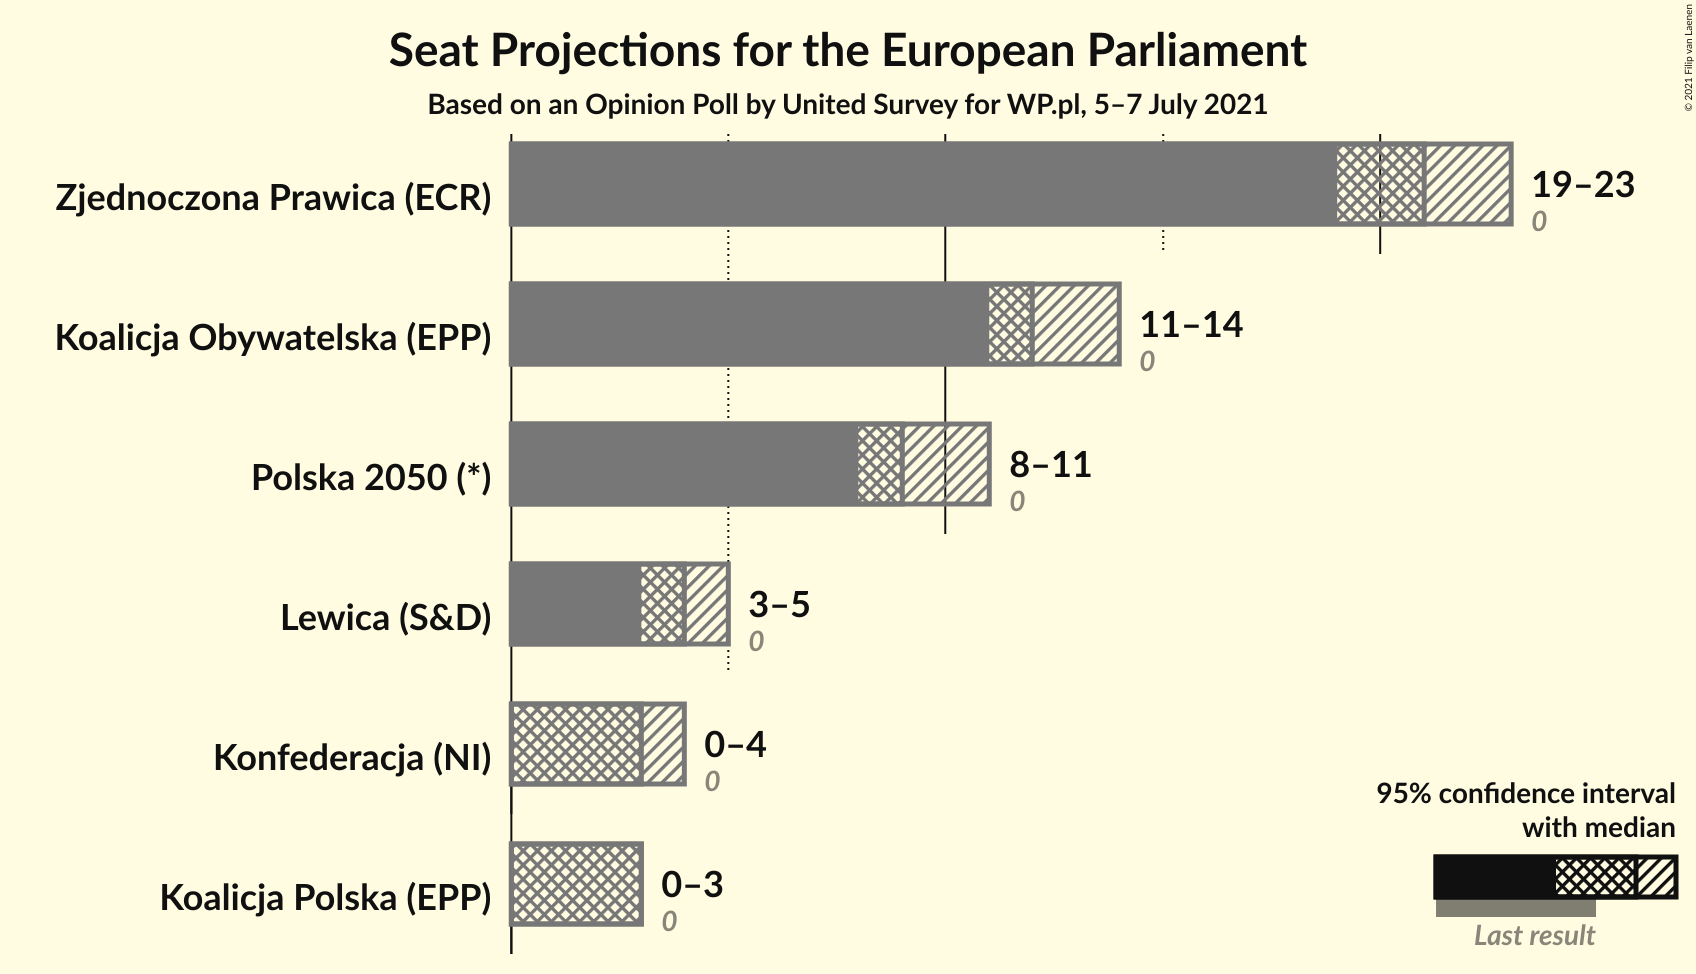 Seat Projections for the European Parliament
Based on an Opinion Poll by United Survey for WP.pl, 5–7 July 2021
© 2021 Filip van Laenen
Zjednoczona Prawica (ECR)
19–23
0
Koalicja Obywatelska (EPP)
11–14
0
Polska 2050 (*)
8–11
0
Lewica (S&D)
3–5
0
Konfederacja (NI)
0–4
0
Koalicja Polska (EPP)
0–3
0
95% confidence interval
with median
Last result